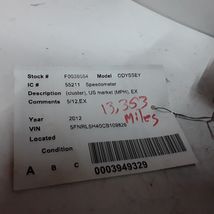 Stock # F0038554 Model ODYSSEY
IC # 55211 Speedometer
Description (cluster), US market (MPH), EX
Comments 5/12,EX
13,353
Miles
Year 2012
VIN 5FNRL5H40CB109826
Located
Condition
A B C 0003949329